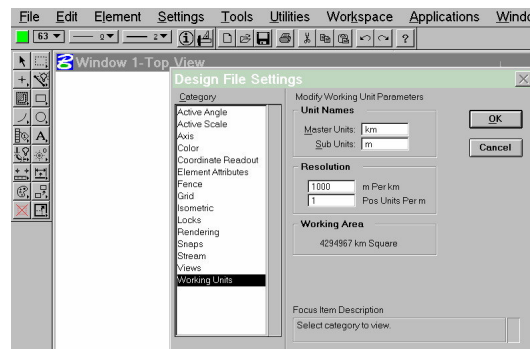 File Edit Element Settings Tools Utilities Workspace Applications
63 0 2
Window 1-Top View
Design File Settings
Category
Active Angle
Active Scale
Axis
Color
Coordinate Readout
Element Attributes
Fence
Grid
Isometric
Locks
Rendering
Snaps
Stream
Views
Working Units
Modify Working Unit Parameters
Unit Names
Master Units: km
Sub Units: m
Resolution
1000 m Per km
1 Pos Units Per m
Working Area
4294967 km Square
Focus Item Description
Select category to view.
OK
Cancel